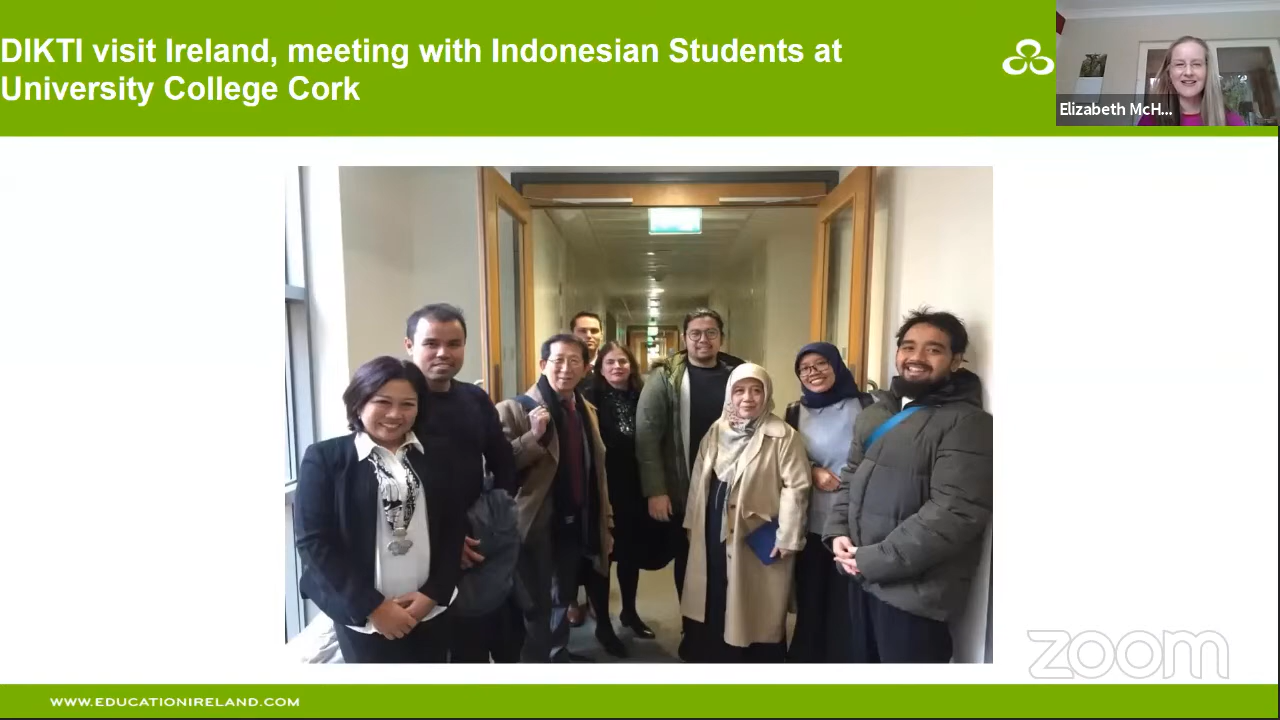 DIKTI visit Ireland, meeting with Indonesian Students at
University College Cork
Elizabeth McH...
zoom
WWW.EDUCATIONIRELAND.COM